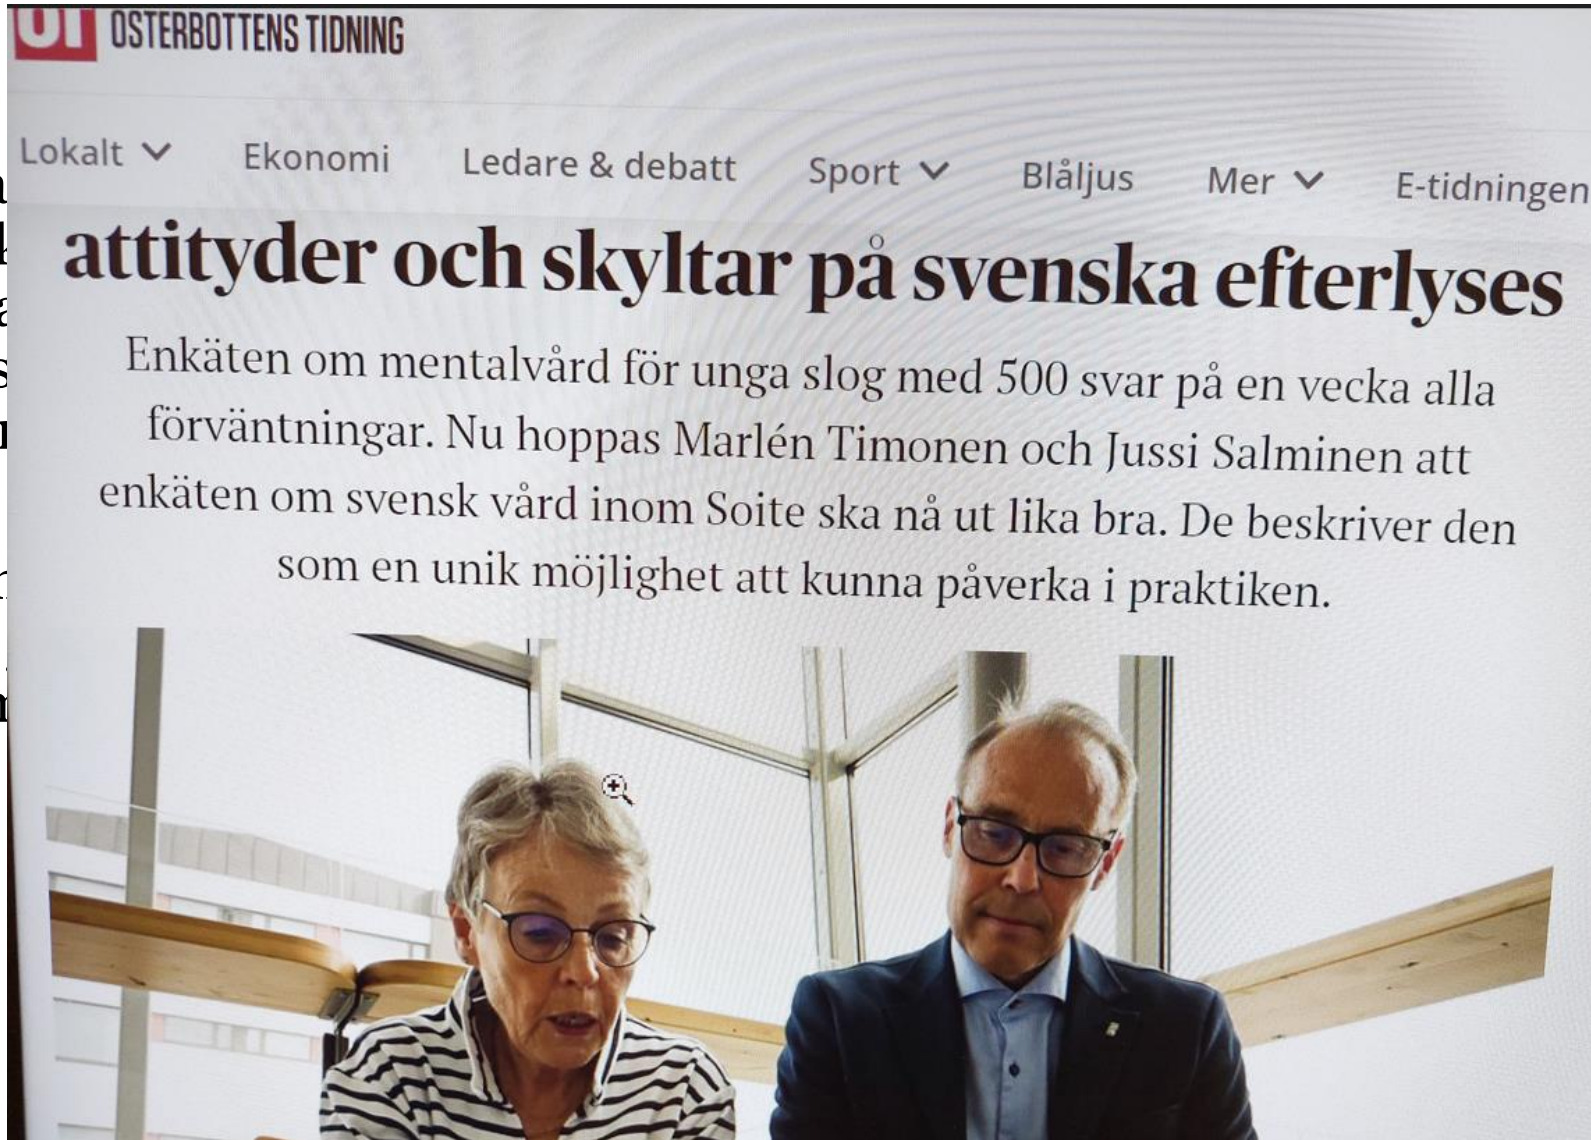 ÖSTERBOTTENS TIDNING
Lokalt Ekonomi Ledare & debatt Sport Blåljus Mer E-tidningen
attityder och skyltar på svenska efterlyses
Enkäten om mentalvård för unga slog med 500 svar på en vecka alla
förväntningar. Nu hoppas Marlén Timonen och Jussi Salminen att
enkäten om svensk vård inom Soite ska nå ut lika bra. De beskriver den
som en unik möjlighet att kunna påverka i praktiken.